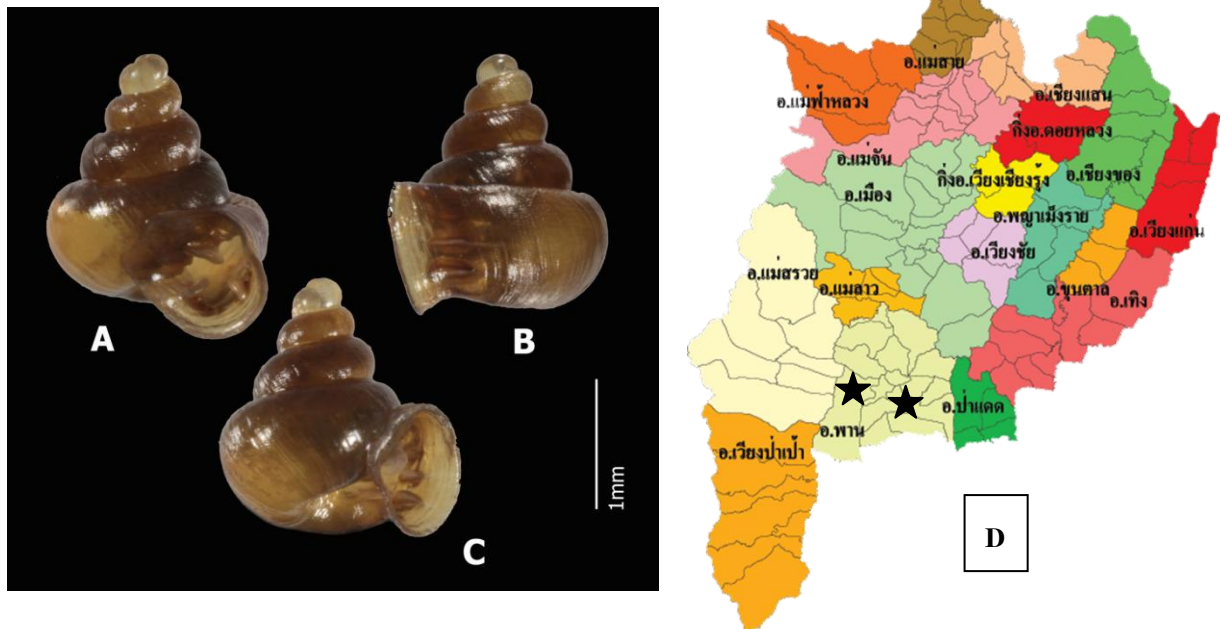 A
B
C
1mm
อ.แม่สาย
อ.แม่ฟ้าหลวง
อ.เชียงแสน
กิ่งอ.ดอยหลวง
อ.แม่จัน
อ.เมือง
กิ่งอ.เวียงเชียงรุ้ง
อ.เชียงของ
อ.พญาเม็งราย
อ.เวียงแก่น
อ.เวียงชัย
อ.แม่สรวย
อ.แม่ลาว
อ.ขุนตาล
อ.เทิง
อ.ป่าแดด
อ.พาน
อ.เวียงป่าเป้า
D